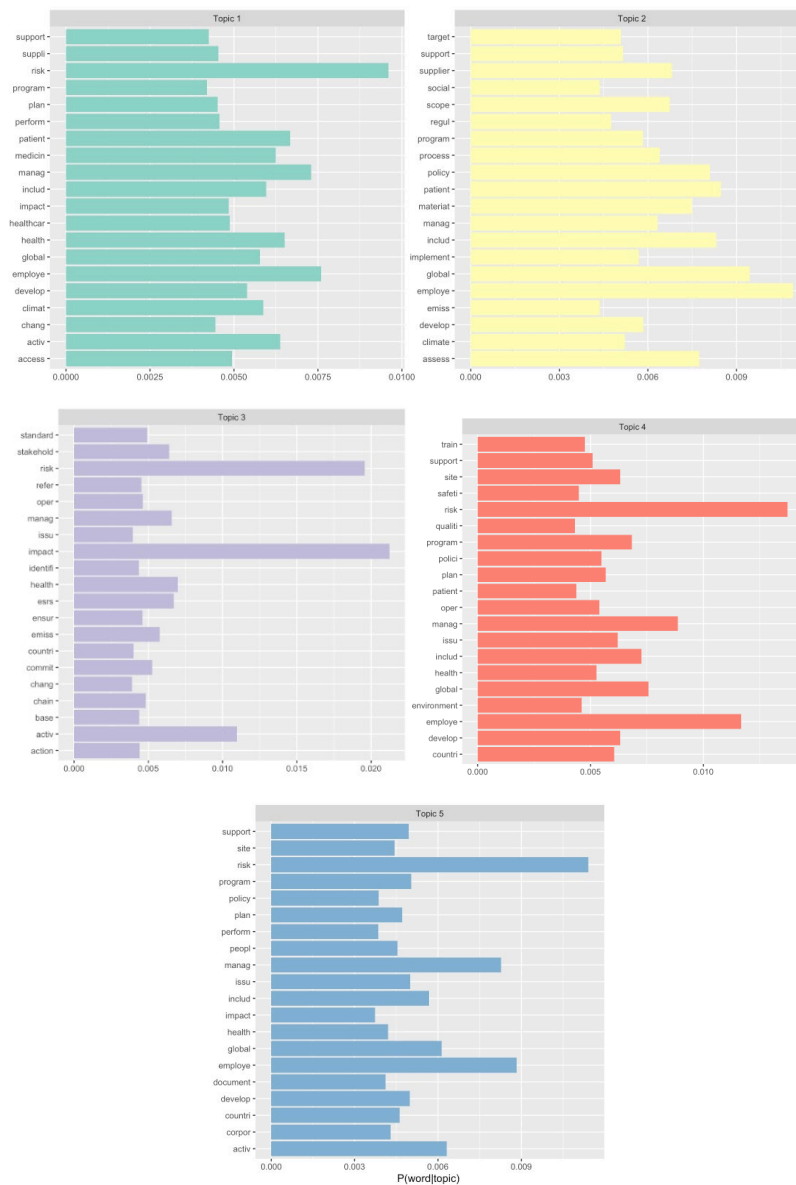 Topic 1
support
suppli
risk
program
plan
perform
patient
medicin
manag
includ
impact
healthcar
health
global
employe
develop
climat
chang
activ
access
0.0000 0.0025 0.0050 0.0075 0.0100
Topic 2
target
support
supplier
social
scope
regul
program
process
policy
patient
materiat
manag
includ
implement
global
employe
emiss
develop
climate
assess
0.000 0.003 0.006 0.009
Topic 3
standard
stakehold
risk
refer
oper
manag
issu
impact
identifi
health
esrs
ensur
emiss
countri
commit
chang
chain
base
activ
action
0.000 0.005 0.010 0.015 0.020
Topic 4
train
support
site
safeti
risk
qualiti
program
polici
plan
patient
oper
manag
issu
includ
health
global
environment
employe
develop
countri
0.000 0.005 0.010
Topic 5
support
site
risk
program
policy
plan
perform
peopl
manag
issu
includ
impact
health
global
employe
document
develop
countri
corpor
activ
0.000 0.003 0.006 0.009
P(word|topic)